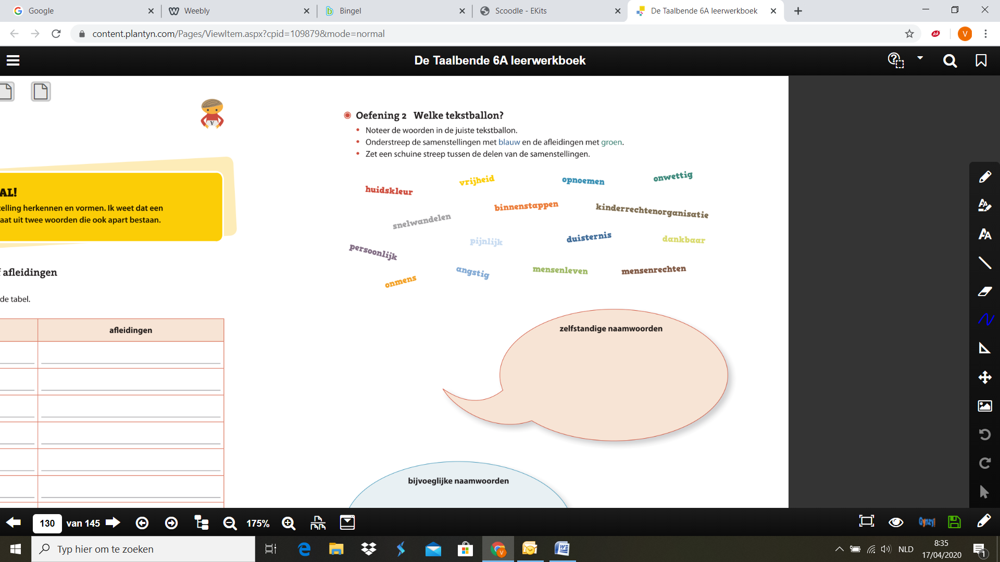 Google
Weebly
Bingel
Scoodle - EKits
De Taalbende 6A leerwerkboek
content.plantyn.com/Pages/ViewItem.aspx?cpid=109879&mode=normal
Ask
V
De Taalbende 6A leerwerkboek
V
AL!
telling herkennen en vormen. Ik weet dat een
aat uit twee woorden die ook apart bestaan.
f afleidingen
de tabel.
afleidingen
Oefening 2 Welke tekstballon?
• Noteer de woorden in de juiste tekstballon.
• Onderstreep de samenstellingen met blauw en de afleidingen met groen.
• Zet een schuine streep tussen de delen van de samenstellingen.
huidskleur
vrijheid
opnoemen
onwettig
snelwandelen
binnenstappen
kinderrechtenorganisatie
persoonlijk
pijnlijk
duisternis
dankbaar
onmens
angstig
mensenleven
mensenrechten
zelfstandige naamwoorden
bijvoeglijke naamwoorden
130 van 145
175%
Gynzy!
Typ hier om te zoeken
NLD
8:35
17/04/2020
1